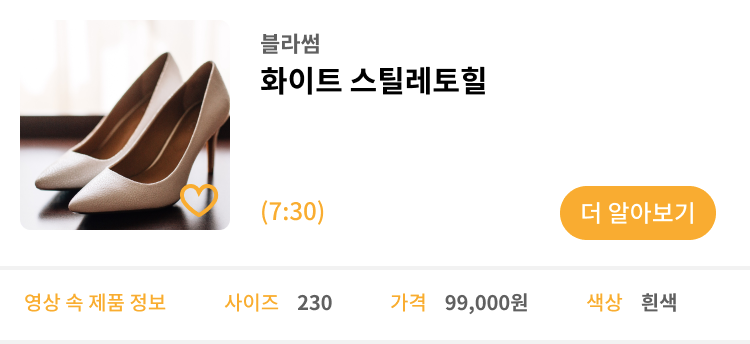 블라썸
화이트 스틸레토힐
(7:30)
더 알아보기
영상 속 제품 정보 사이즈 230 가격 99,000원 색상 흰색